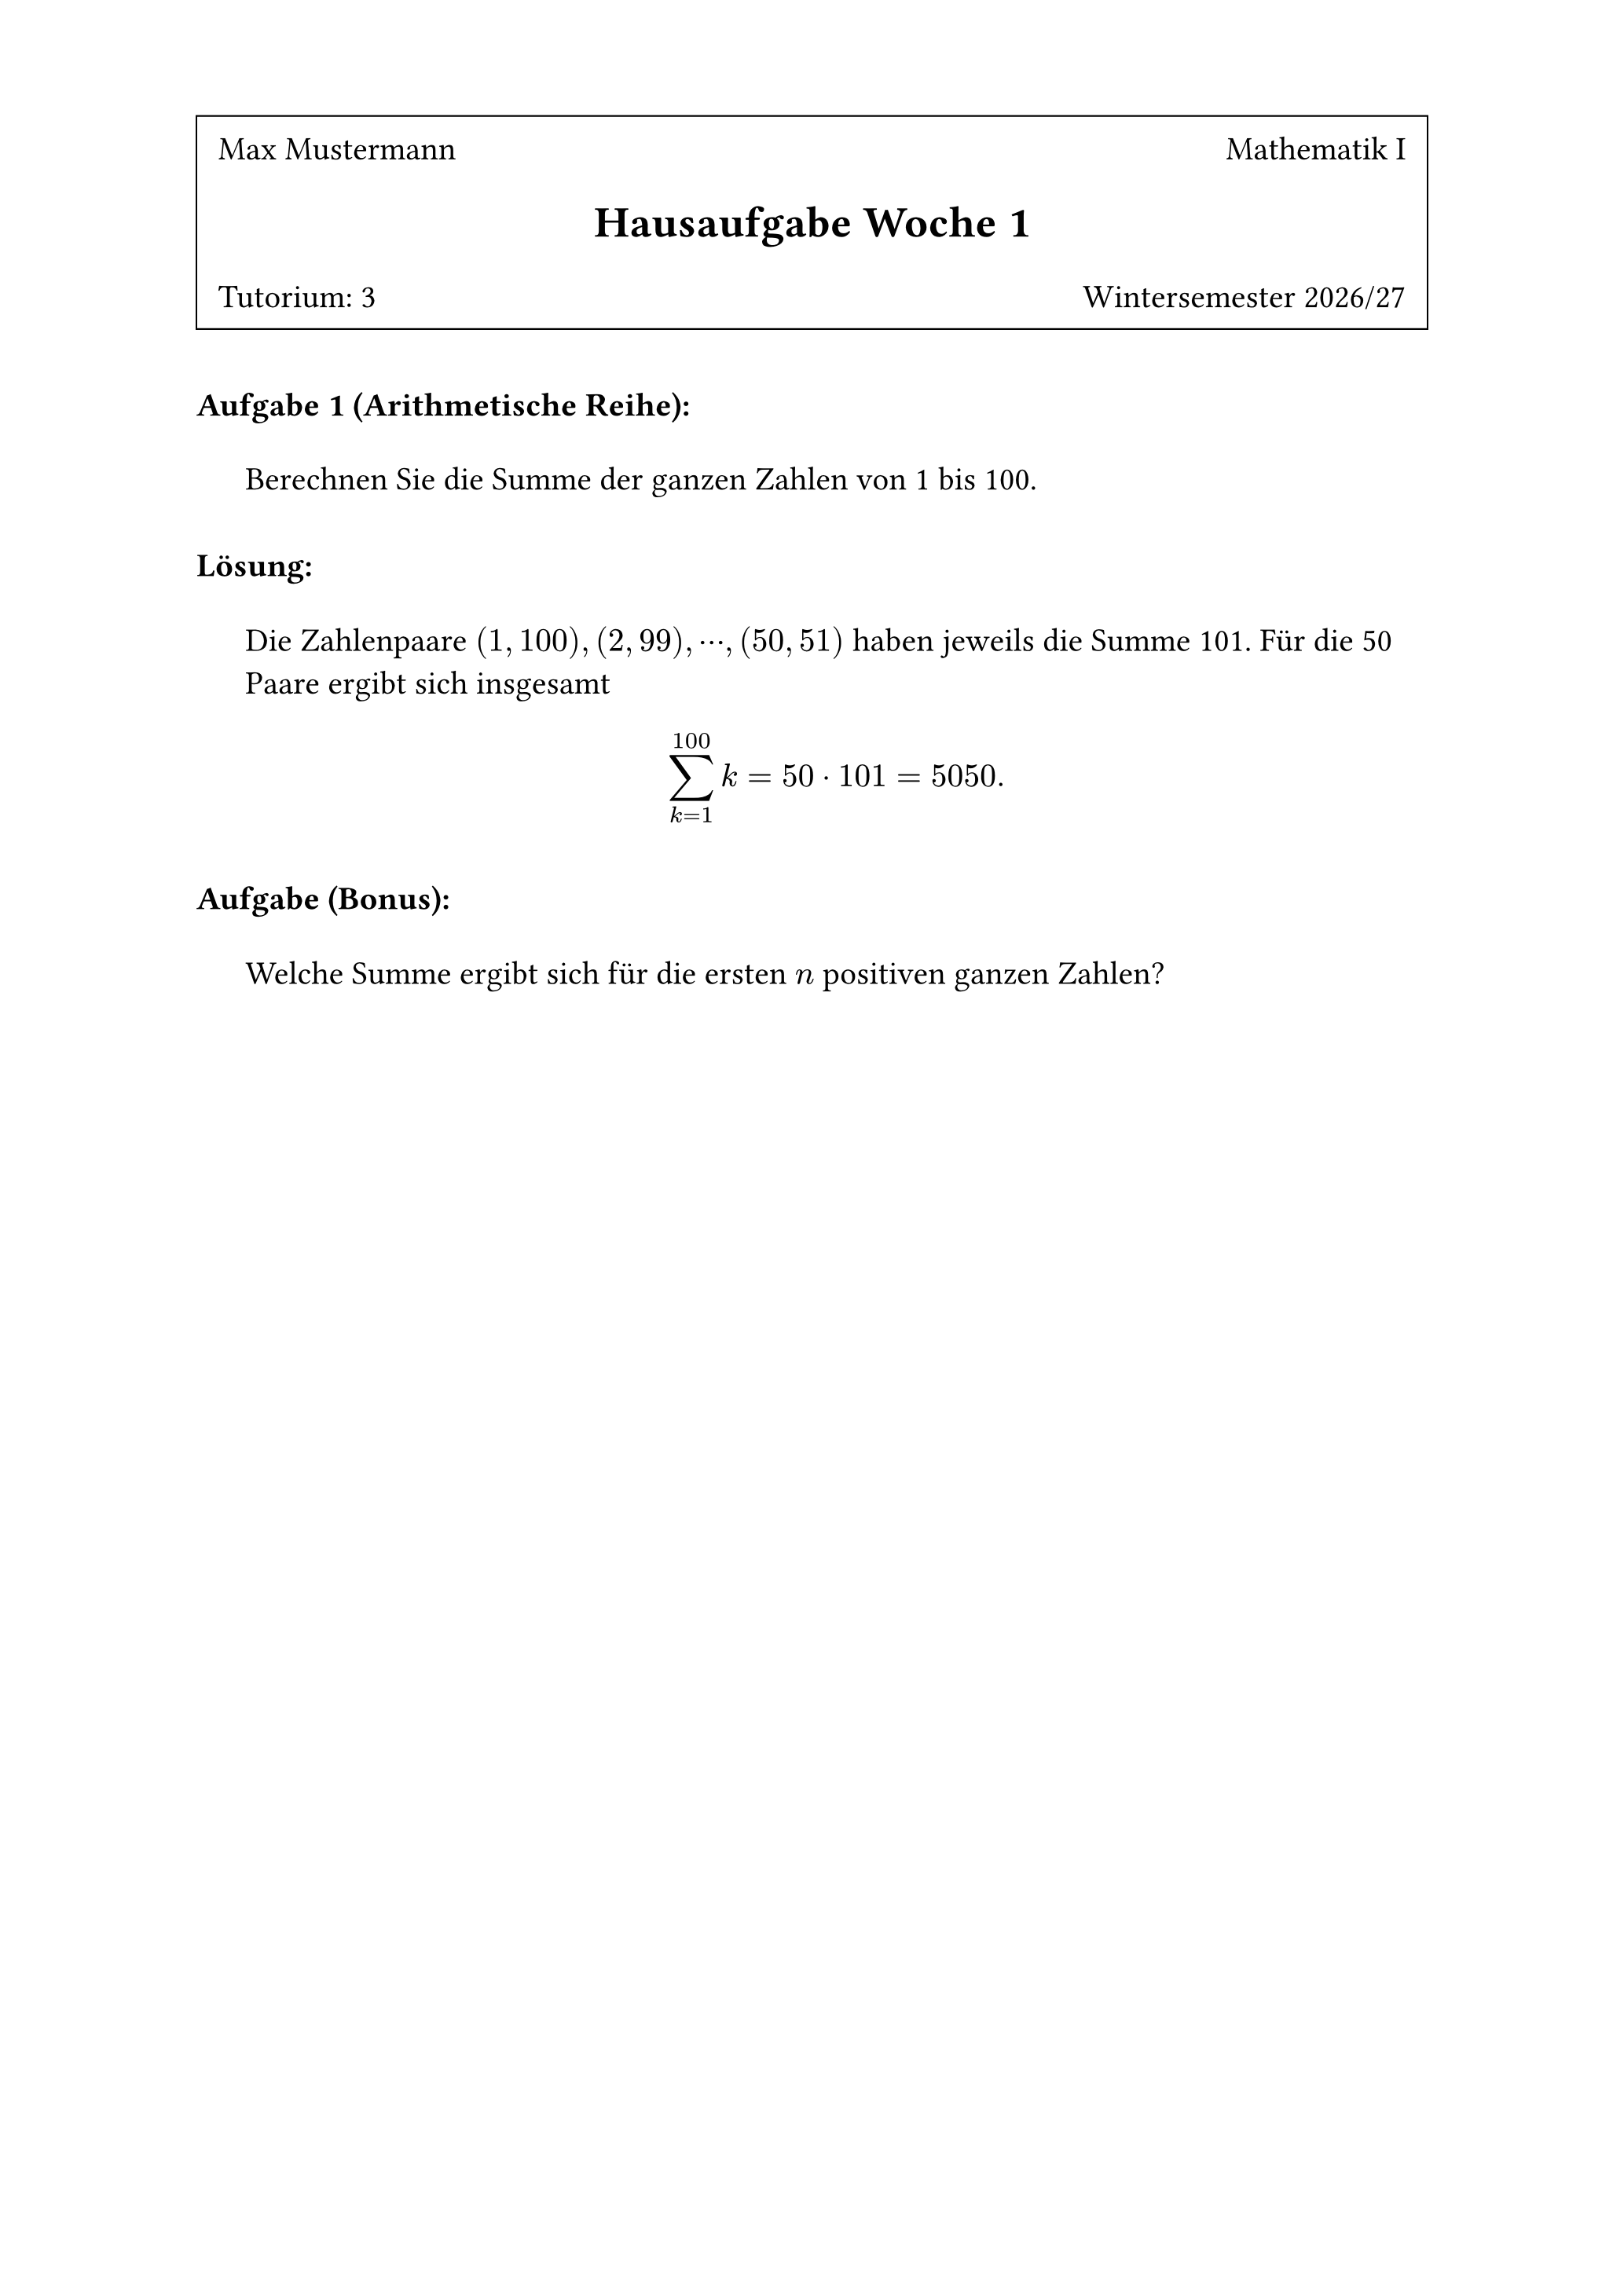 Max Mustermann Mathematik I
Hausaufgabe Woche 1
Tutorium: 3 Wintersemester 2026/27
Aufgabe 1 (Arithmetische Reihe):
Berechnen Sie die Summe der ganzen Zahlen von 1 bis 100.
Lösung:
Die Zahlenpaare (1, 100), (2, 99), ⋯, (50, 51) haben jeweils die Summe 101. Für die 50
Paare ergibt sich insgesamt
100
∑ k = 50 · 101 = 5050.
k=1
Aufgabe (Bonus):
Welche Summe ergibt sich für die ersten n positiven ganzen Zahlen?